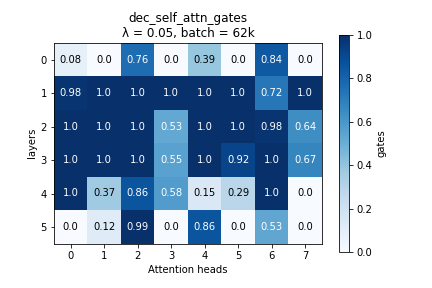 dec_self_attn_gates
λ = 0.05, batch = 62k
0 0.08 0.0 0.76 0.0 0.39 0.0 0.84 0.0
1 0.98 1.0 1.0 1.0 1.0 1.0 0.72 1.0
2 1.0 1.0 1.0 0.53 1.0 1.0 0.98 0.64
3 1.0 1.0 1.0 0.55 1.0 0.92 1.0 0.67
4 1.0 0.37 0.86 0.58 0.15 0.29 1.0 0.0
5 0.0 0.12 0.99 0.0 0.86 0.0 0.53 0.0
0 1 2 3 4 5 6 7
Attention heads
layers
1.0
0.8
0.6
0.4
0.2
0.0
gates